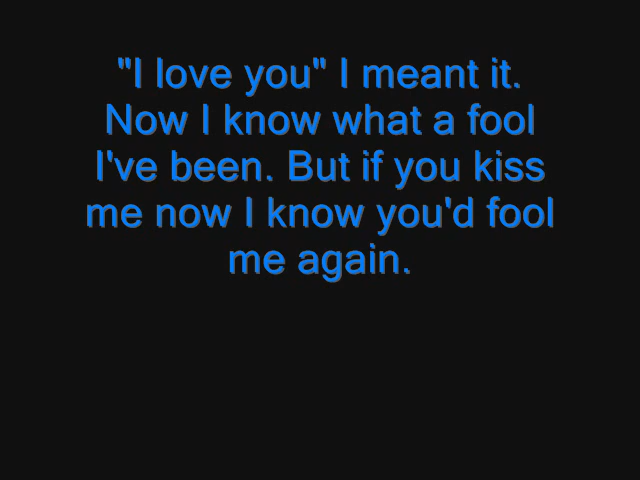 "I love you" I meant it.
Now I know what a fool
I've been. But if you kiss
me now I know you'd fool
me again.